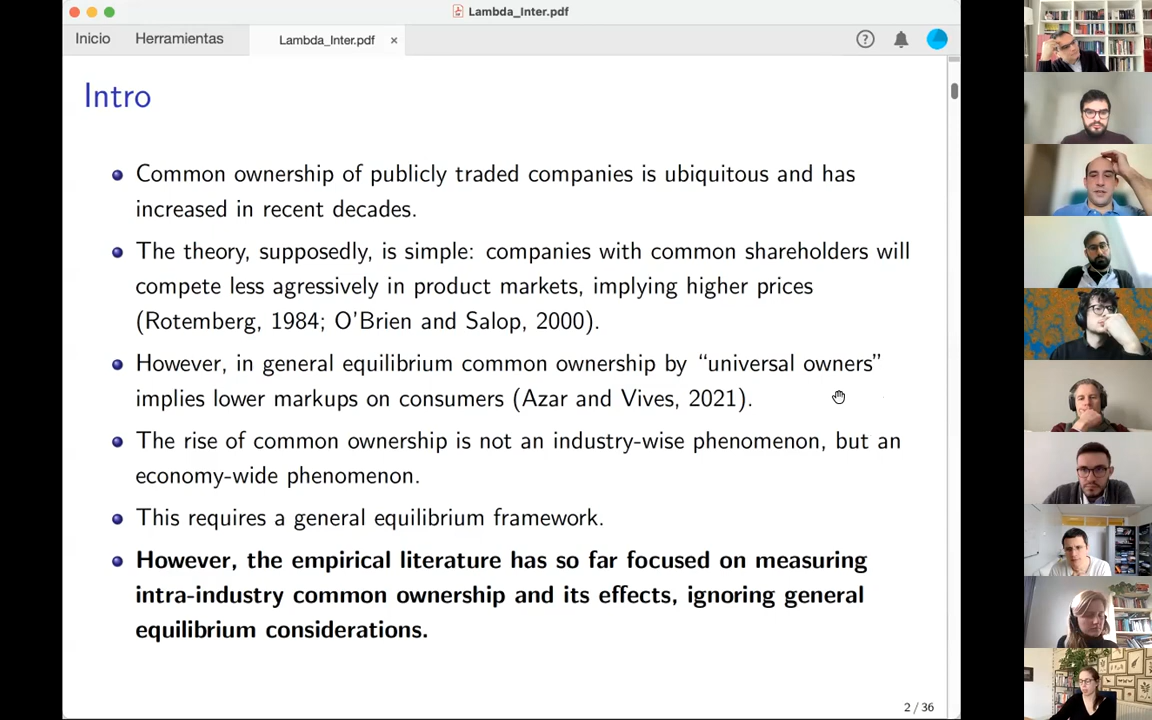 Lambda_Inter.pdf
Inicio Herramientas Lambda_Inter.pdf × ?
Intro
Common ownership of publicly traded companies is ubiquitous and has
increased in recent decades.
The theory, supposedly, is simple: companies with common shareholders will
compete less agressively in product markets, implying higher prices
(Rotemberg, 1984; O'Brien and Salop, 2000).
However, in general equilibrium common ownership by “universal owners”
implies lower markups on consumers (Azar and Vives, 2021).
The rise of common ownership is not an industry-wise phenomenon, but an
economy-wide phenomenon.
This requires a general equilibrium framework.
However, the empirical literature has so far focused on measuring
intra-industry common ownership and its effects, ignoring general
equilibrium considerations.
2 / 36